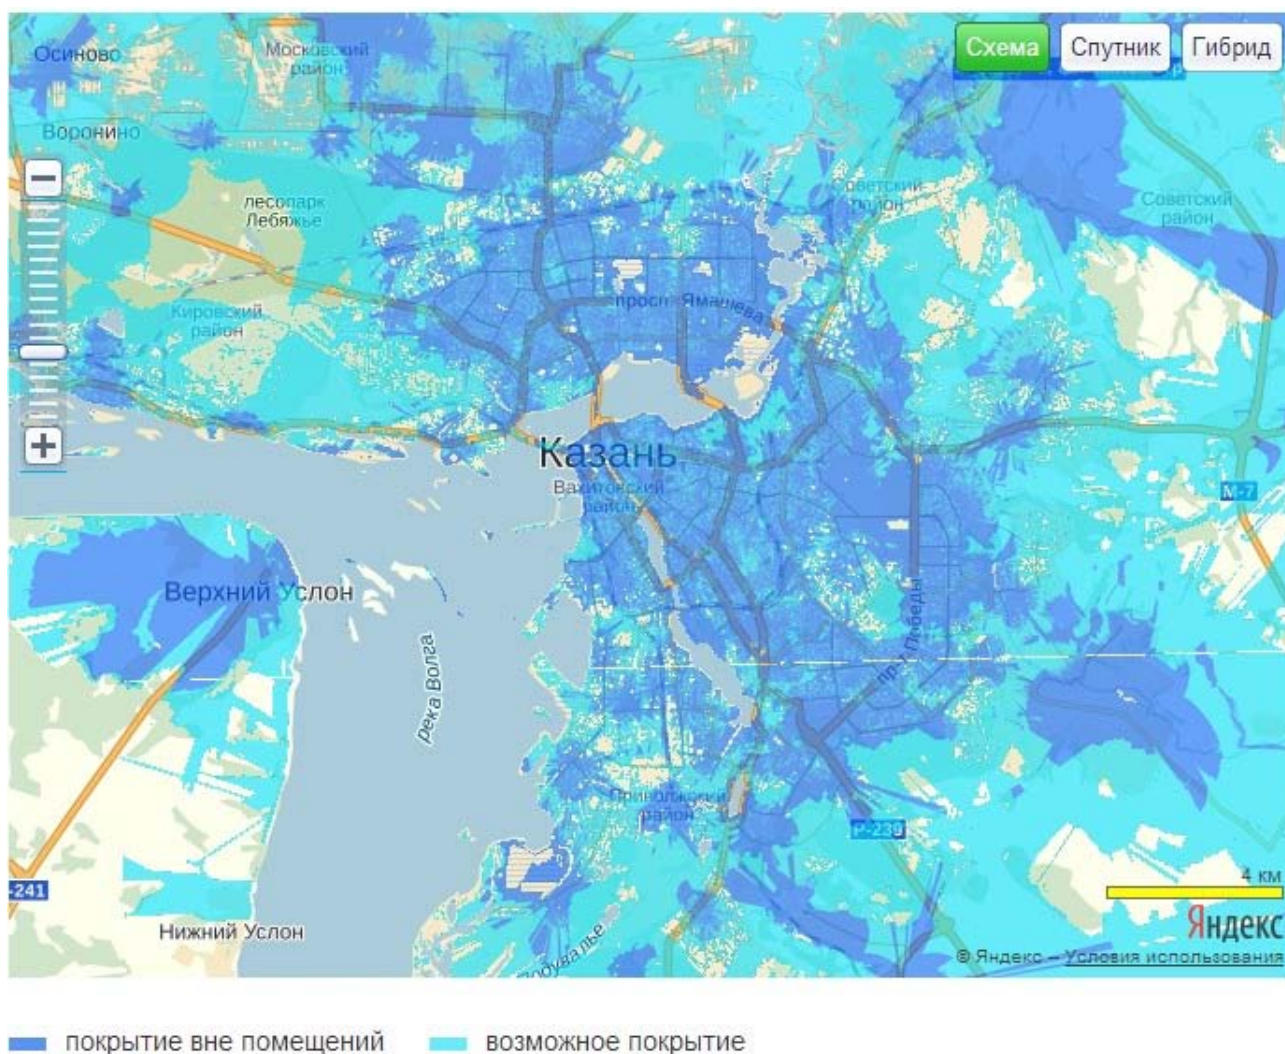 Осиново
Московский
район
Схема
Спутник
Гибрид
Воронино
лесопарк
Лебяжье
Советский
район
Советский
район
просп Ямашева
Кировский
район
Казань
Вахитовский
район
М-7
Верхний Услон
река Волга
пр-т Победы
Приволжский
район
Р-239
4 км
-241
Нижний Услон
Яндекс
© Яндекс – Условия использования
покрытие вне помещений
возможное покрытие